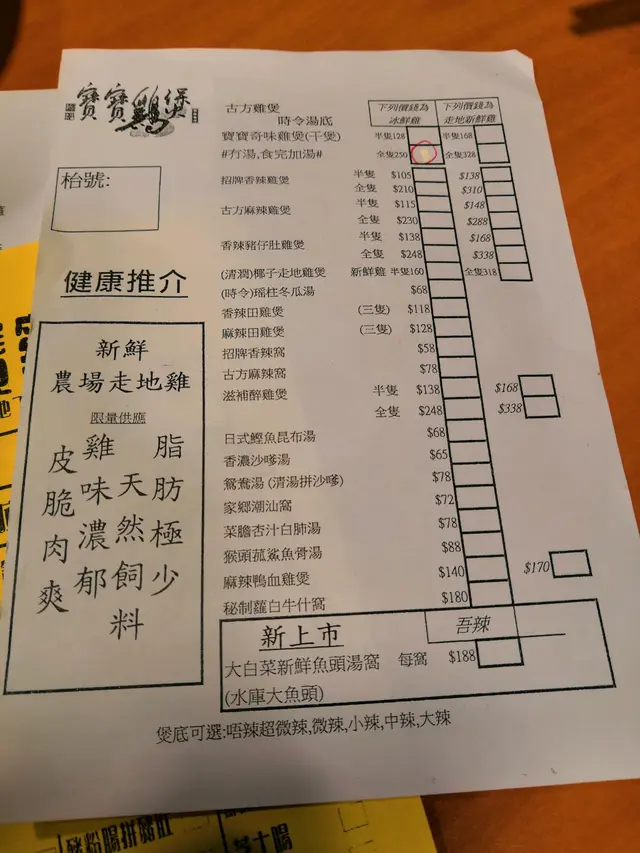 寶寶雞煲
枱號:
健康推介
新鮮
農場走地雞
限量供應
皮脆肉爽
雞味濃郁
天然飼料
脂肪極少
古方雞煲
時令湯底
下列價錢為冰鮮雞
下列價錢為走地新鮮雞
寶寶奇味雞煲(干煲) 半隻128 半隻168
#冇湯,食完加湯# 全隻250 全隻328
招牌香辣雞煲 半隻 $105 $138
全隻 $210 $310
古方麻辣雞煲 半隻 $115 $148
全隻 $230 $288
香辣豬仔肚雞煲 半隻 $138 $168
全隻 $248 $338
(清潤)椰子走地雞煲 新鮮雞 半隻160 全隻318
(時令)瑶柱冬瓜湯 $68
香辣田雞煲 (三隻) $118
麻辣田雞煲 (三隻) $128
招牌香辣窩 $58
古方麻辣窩 $78
滋補醉雞煲 半隻 $138 $168
全隻 $248 $338
日式鰹魚昆布湯 $68
香濃沙嗲湯 $65
鴛鴦湯 (清湯拼沙嗲) $78
家鄉潮汕窩 $72
菜膽杏汁白肺湯 $78
猴頭菰鯊魚骨湯 $88
麻辣鴨血雞煲 $140 $170
秘制蘿白牛什窩 $180
新上市 吾辣
大白菜新鮮魚頭湯窩 每窩 $188
(水庫大魚頭)
煲底可選:唔辣超微辣,微辣,小辣,中辣,大辣
豬粉腸拼豬肚